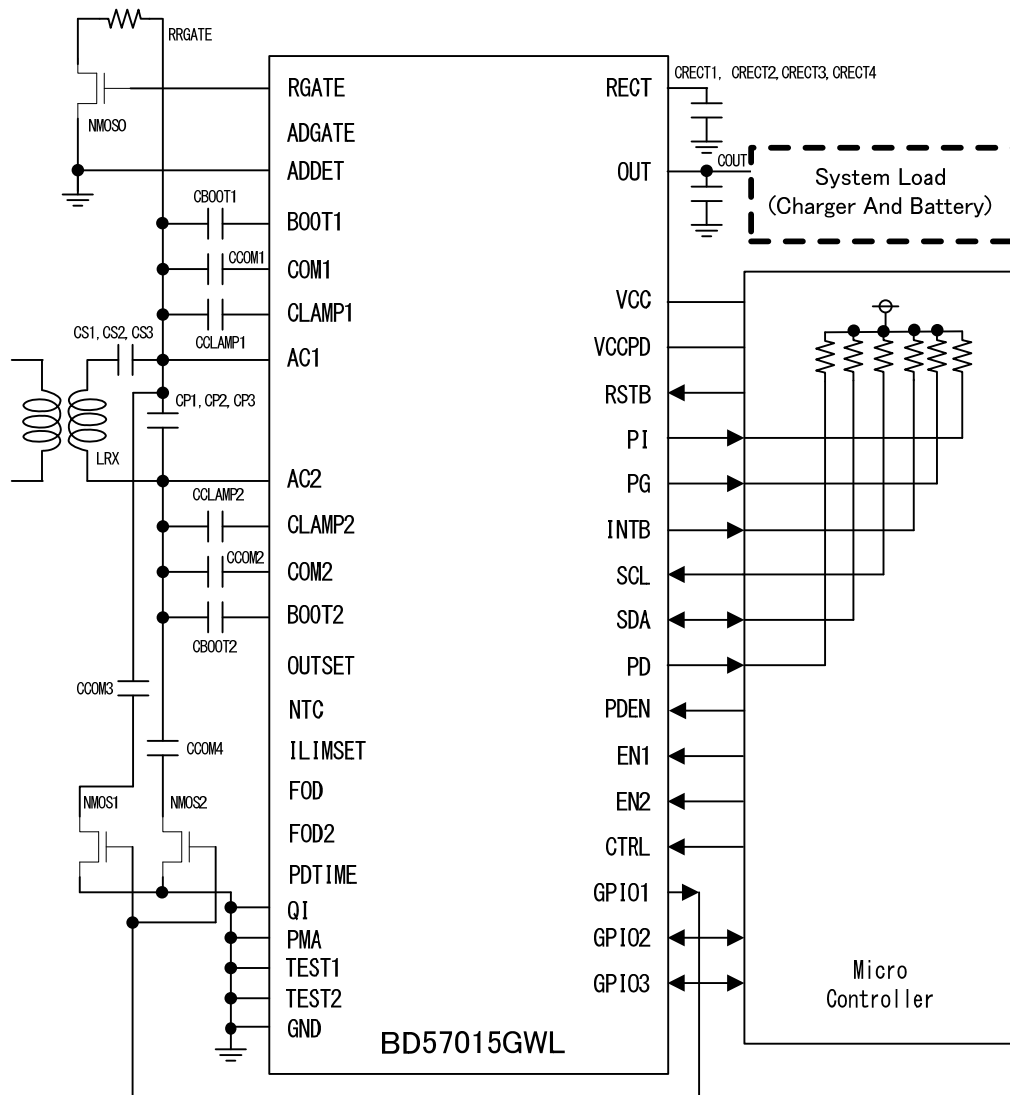 RRGATE
NMOS0
CBOOT1
CCOM1
CCLAMP1
CS1, CS2, CS3
CP1, CP2, CP3
LRX
CCLAMP2
CCOM2
CBOOT2
CCOM3
CCOM4
NMOS1
NMOS2
RGATE
ADGATE
ADDET
BOOT1
COM1
CLAMP1
AC1
AC2
CLAMP2
COM2
BOOT2
OUTSET
NTC
ILIMSET
FOD
FOD2
PDTIME
QI
PMA
TEST1
TEST2
GND
BD57015GWL
RECT
OUT
VCC
VCCPD
RSTB
PI
PG
INTB
SCL
SDA
PD
PDEN
EN1
EN2
CTRL
GPIO1
GPIO2
GPIO3
CRECT1, CRECT2, CRECT3, CRECT4
COUT
System Load
(Charger And Battery)
Micro
Controller